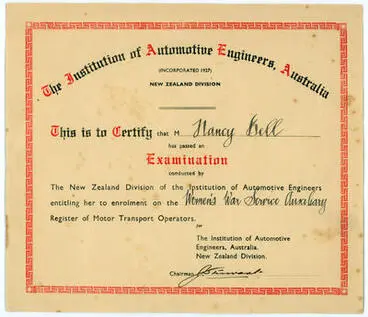 The Institution of Automotive Engineers, Australia
(INCORPORATED 1937)
NEW ZEALAND DIVISION
This is to Certify that M Nancy Bell
has passed an
Examination
conducted by
The New Zealand Division of the Institution of Automotive Engineers
entitling her to enrolment on the Women's War Service Auxiliary
Register of Motor Transport Operators.
for
The Institution of Automotive
Engineers, Australia.
New Zealand Division.
Chairman